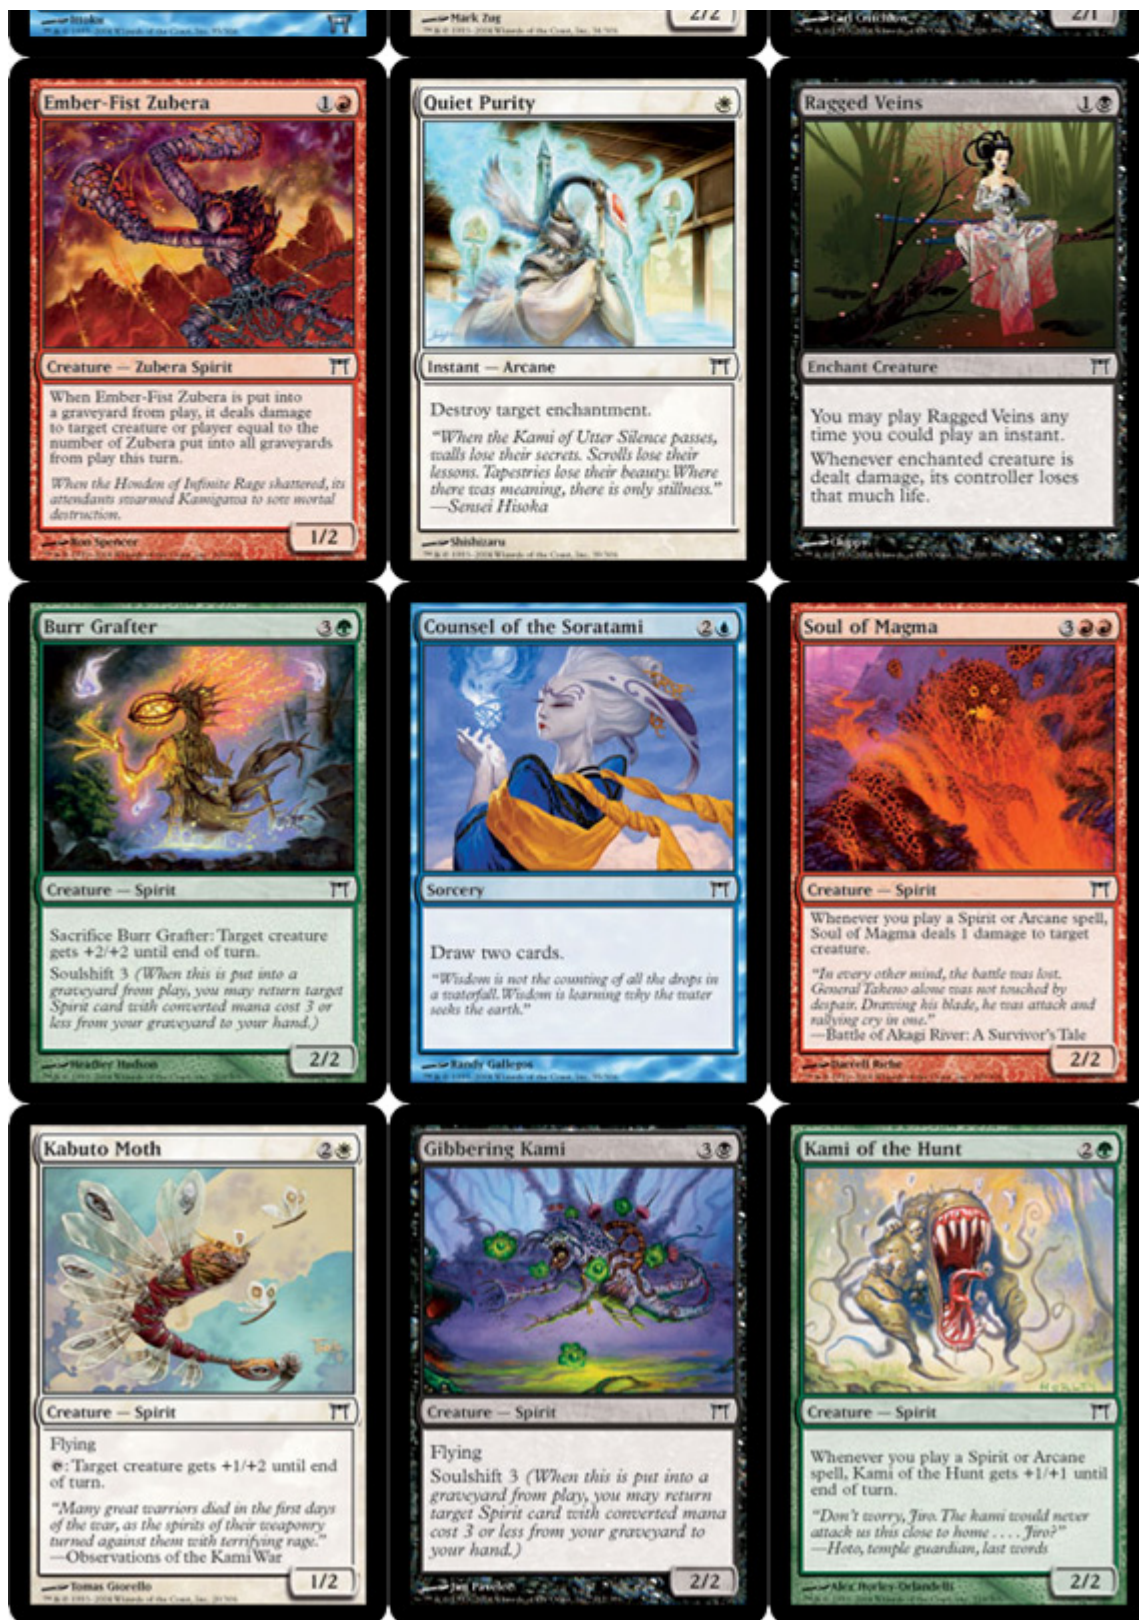 Mark Zug
2/2
2/1
Ember-Fist Zubera 1
When Ember-Fist Zubera is put into
a graveyard from play, it deals damage
to target creature or player equal to the
number of Zubera put into all graveyards
from play this turn.
When the Honden of Infinite Rage shattered, its
attendants swarmed Kamigawa to sow mortal
destruction.
Creature — Zubera Spirit
Ron Spencer
1/2
Quiet Purity
Instant — Arcane
Destroy target enchantment.
"When the Kami of Utter Silence passes,
walls lose their secrets. Scrolls lose their
lessons. Tapestries lose their beauty. Where
there was meaning, there is only stillness."
—Sensei Hisoka
Shishizaru
Ragged Veins 1
Enchant Creature
You may play Ragged Veins any
time you could play an instant.
Whenever enchanted creature is
dealt damage, its controller loses
that much life.
Burr Grafter 3
Creature — Spirit
Sacrifice Burr Grafter: Target creature
gets +2/+2 until end of turn.
Soulshift 3 (When this is put into a
graveyard from play, you may return target
Spirit card with converted mana cost 3 or
less from your graveyard to your hand.)
Heather Hudson
2/2
Counsel of the Soratami 2
Sorcery
Draw two cards.
"Wisdom is not the counting of all the drops in
a waterfall. Wisdom is learning why the water
seeks the earth."
Randy Gallegos
Soul of Magma 3
Creature — Spirit
Whenever you play a Spirit or Arcane spell,
Soul of Magma deals 1 damage to target
creature.
"In every other mind, the battle was lost.
General Takeno alone was not touched by
despair. Drawing his blade, he was attack and
rallying cry in one."
—Battle of Akagi River: A Survivor's Tale
Darrell Riche
2/2
Kabuto Moth 2
Creature — Spirit
Flying
: Target creature gets +1/+2 until end
of turn.
"Many great warriors died in the first days
of the war, as the spirits of their weaponry
turned against them with terrifying rage."
—Observations of the Kami War
Tomas Giorello
1/2
Gibbering Kami 3
Creature — Spirit
Flying
Soulshift 3 (When this is put into a
graveyard from play, you may return
target Spirit card with converted mana
cost 3 or less from your graveyard to
your hand.)
2/2
Kami of the Hunt 2
Creature — Spirit
Whenever you play a Spirit or Arcane
spell, Kami of the Hunt gets +1/+1 until
end of turn.
"Don't worry, Jiro. The kami would never
attack us this close to home . . . . Jiro?"
—Hoto, temple guardian, last words
Alex Horley-Orlandelli
2/2